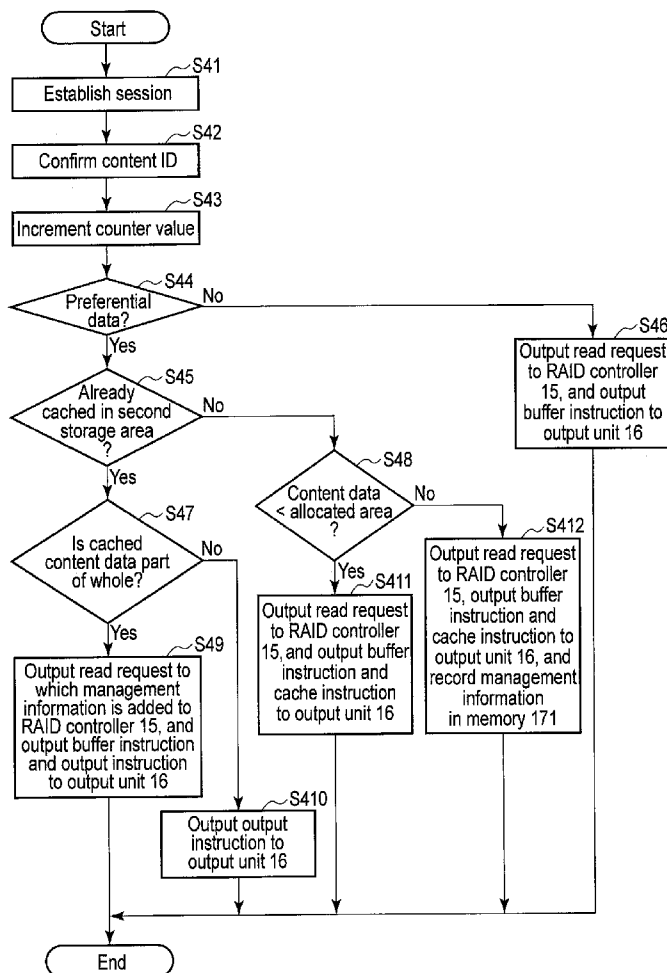 Start
S41
Establish session
S42
Confirm content ID
S43
Increment counter value
S44
Preferential
data?
No
Yes
S46
Output read request
to RAID controller
15, and output
buffer instruction to
output unit 16
S45
Already
cached in second
storage area
?
No
Yes
S48
Content data
< allocated area
?
No
Yes
S47
Is cached
content data part
of whole?
No
Yes
S412
Output read request
to RAID controller
15, output buffer
instruction and
cache instruction to
output unit 16, and
record management
information
in memory 171
S411
Output read request
to RAID controller
15, and output buffer
instruction and
cache instruction
to output unit 16
S49
Output read request to
which management
information is added to
RAID controller 15, and
output buffer instruction
and output instruction
to output unit 16
S410
Output output
instruction to
output unit 16
End